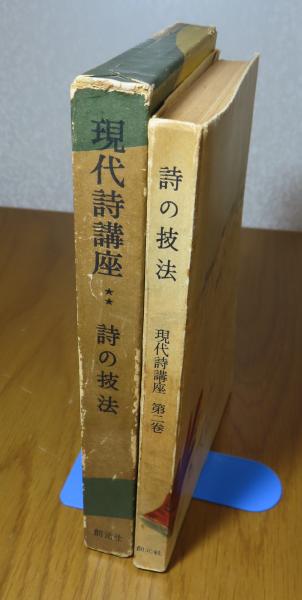 現代詩講座
★★
詩の技法
創元社
詩の技法
現代詩講座 第二巻
創元社